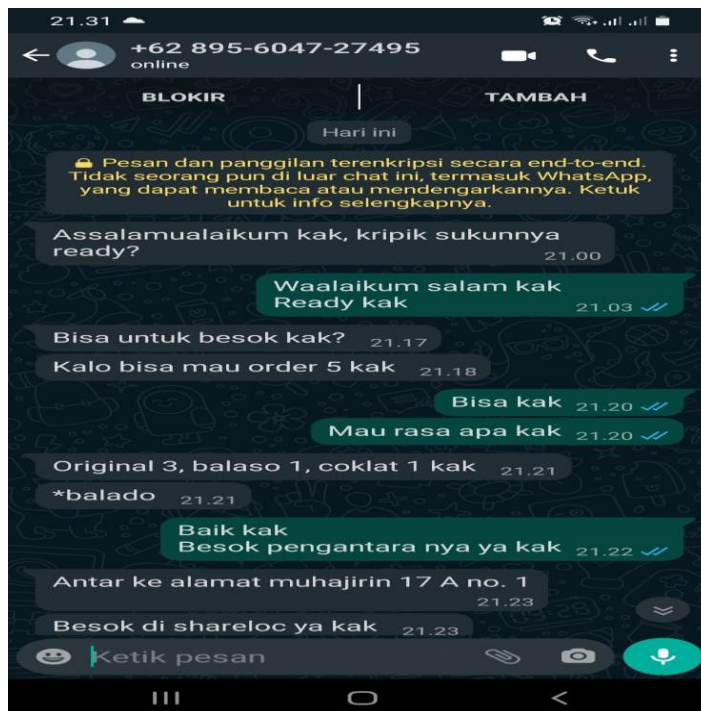 21.31
+62 895-6047-27495
online
BLOKIR TAMBAH
Hari ini
Pesan dan panggilan terenkripsi secara end-to-end.
Tidak seorang pun di luar chat ini, termasuk WhatsApp,
yang dapat membaca atau mendengarkannya. Ketuk
untuk info selengkapnya.
Assalamualaikum kak, kripik sukunnya
ready?
21.00
Waalaikum salam kak
Ready kak 21.03
Bisa untuk besok kak? 21.17
Kalo bisa mau order 5 kak 21.18
Bisa kak 21.20
Mau rasa apa kak 21.20
Original 3, balaso 1, coklat 1 kak 21.21
*balado 21.21
Baik kak
Besok pengantara nya ya kak 21.22
Antar ke alamat muhajirin 17 A no. 1
21.23
Besok di shareloc ya kak 21.23
Ketik pesan